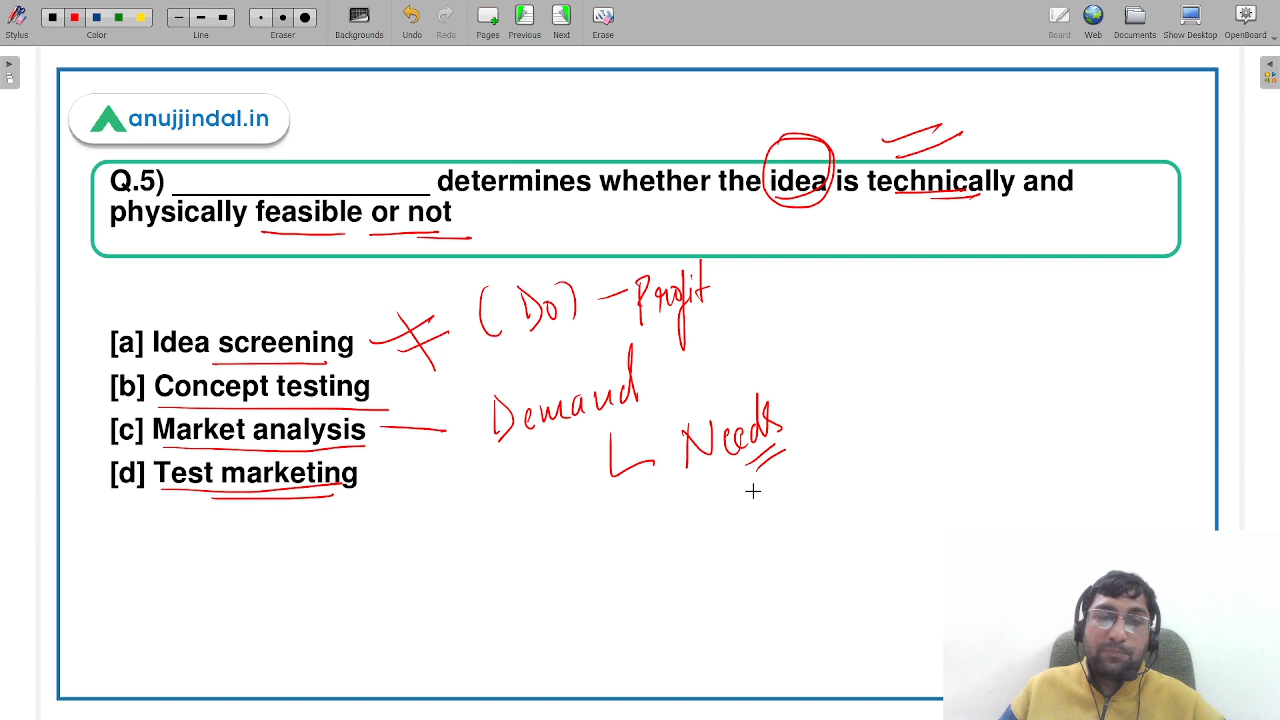 Stylus Color Line Eraser Backgrounds Undo Redo Pages Previous Next Erase Board Web Documents Show Desktop OpenBoard
anujjindal.in
Q.5) ________________ determines whether the idea is technically and
physically feasible or not
(Do) – Profit
[a] Idea screening
[b] Concept testing
Demand
[c] Market analysis
Needs
[d] Test marketing